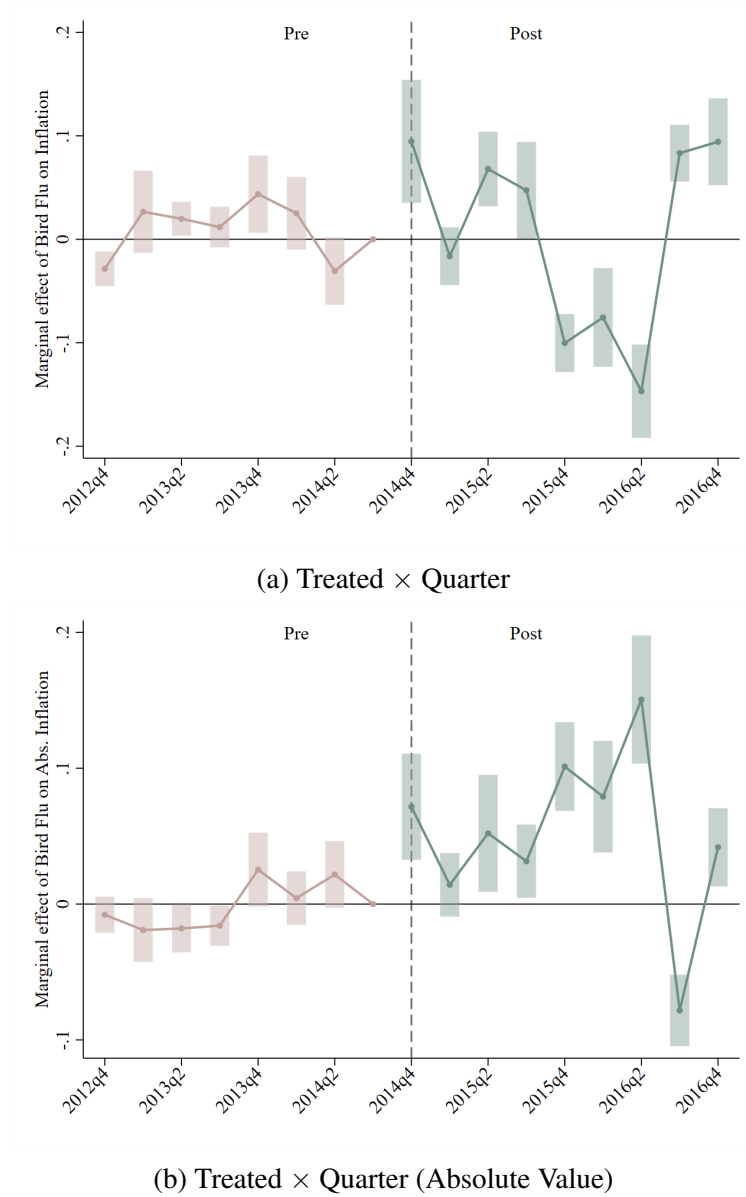 Pre Post
Marginal effect of Bird Flu on Inflation
.2
.1
0
-.1
-.2
2012q4 2013q2 2013q4 2014q2 2014q4 2015q2 2015q4 2016q2 2016q4
(a) Treated × Quarter
Pre Post
Marginal effect of Bird Flu on Abs. Inflation
.2
.1
0
-.1
2012q4 2013q2 2013q4 2014q2 2014q4 2015q2 2015q4 2016q2 2016q4
(b) Treated × Quarter (Absolute Value)